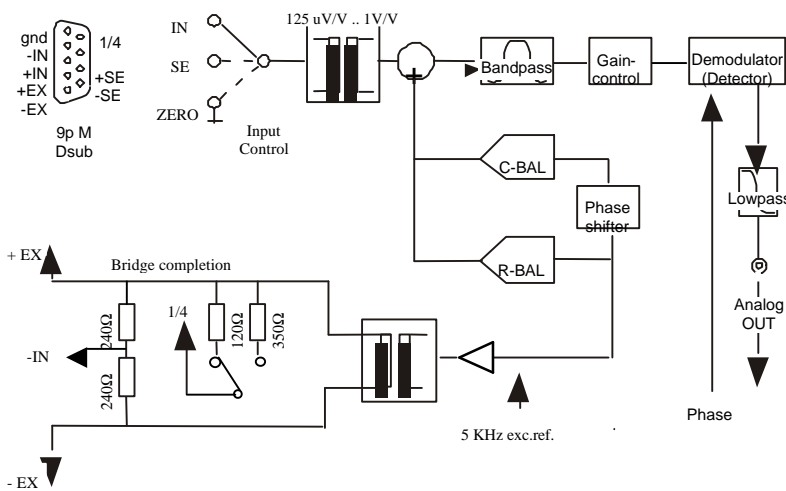 gnd
-IN
+IN
+EX
-EX
1/4
+SE
-SE
9p M
Dsub
IN
SE
ZERO
Input
Control
125 uV/V .. 1V/V
Bandpass
Gain-
control
Demodulator
(Detector)
C-BAL
Phase
shifter
R-BAL
Lowpass
Analog
OUT
Phase
+ EX
Bridge completion
1/4
240Ω
120Ω
350Ω
-IN
240Ω
5 KHz exc.ref.
- EX